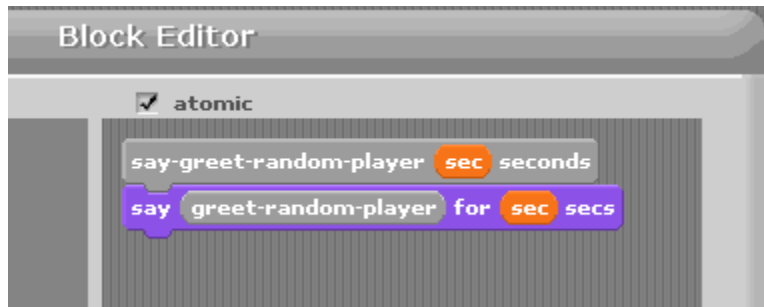 Block Editor
atomic
say-greet-random-player sec seconds
say greet-random-player for sec secs